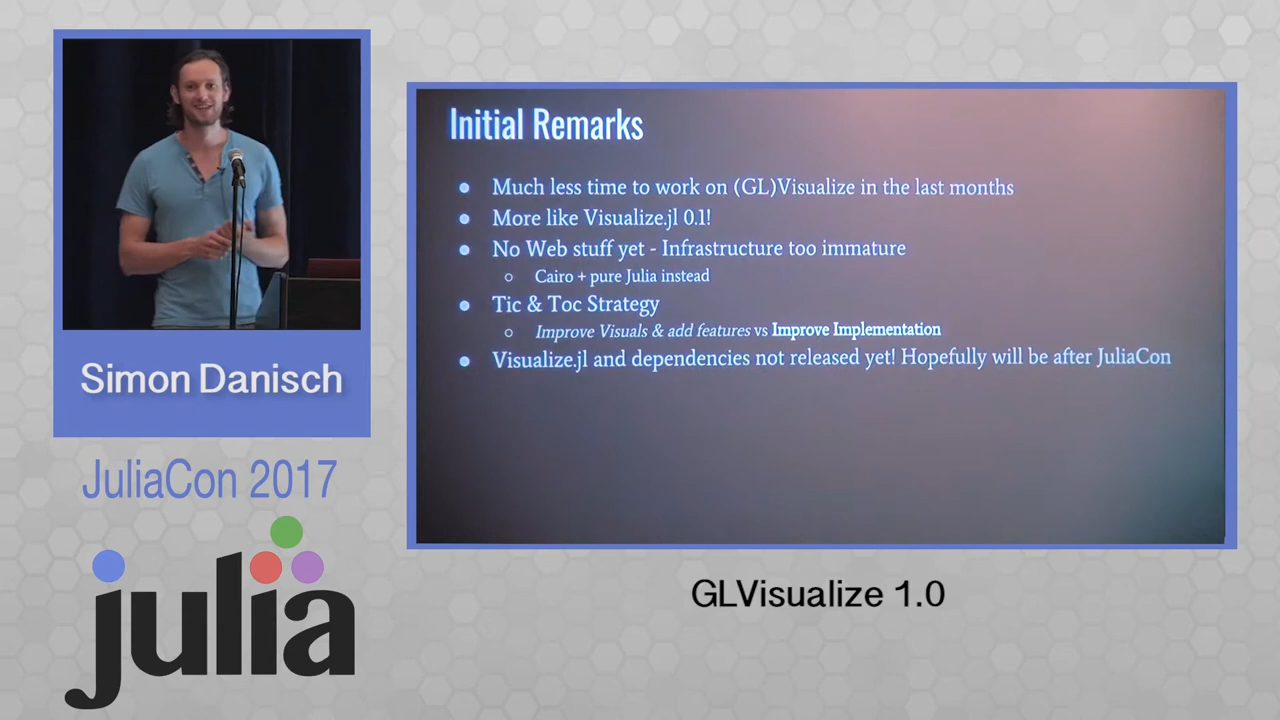 Initial Remarks
Much less time to work on (GL)Visualize in the last months
More like Visualize.jl 0.1!
No Web stuff yet - Infrastructure too immature
Cairo + pure Julia instead
Tic & Toc Strategy
Improve Visuals & add features vs Improve Implementation
Visualize.jl and dependencies not released yet! Hopefully will be after JuliaCon
Simon Danisch
JuliaCon 2017
julia
GLVisualize 1.0